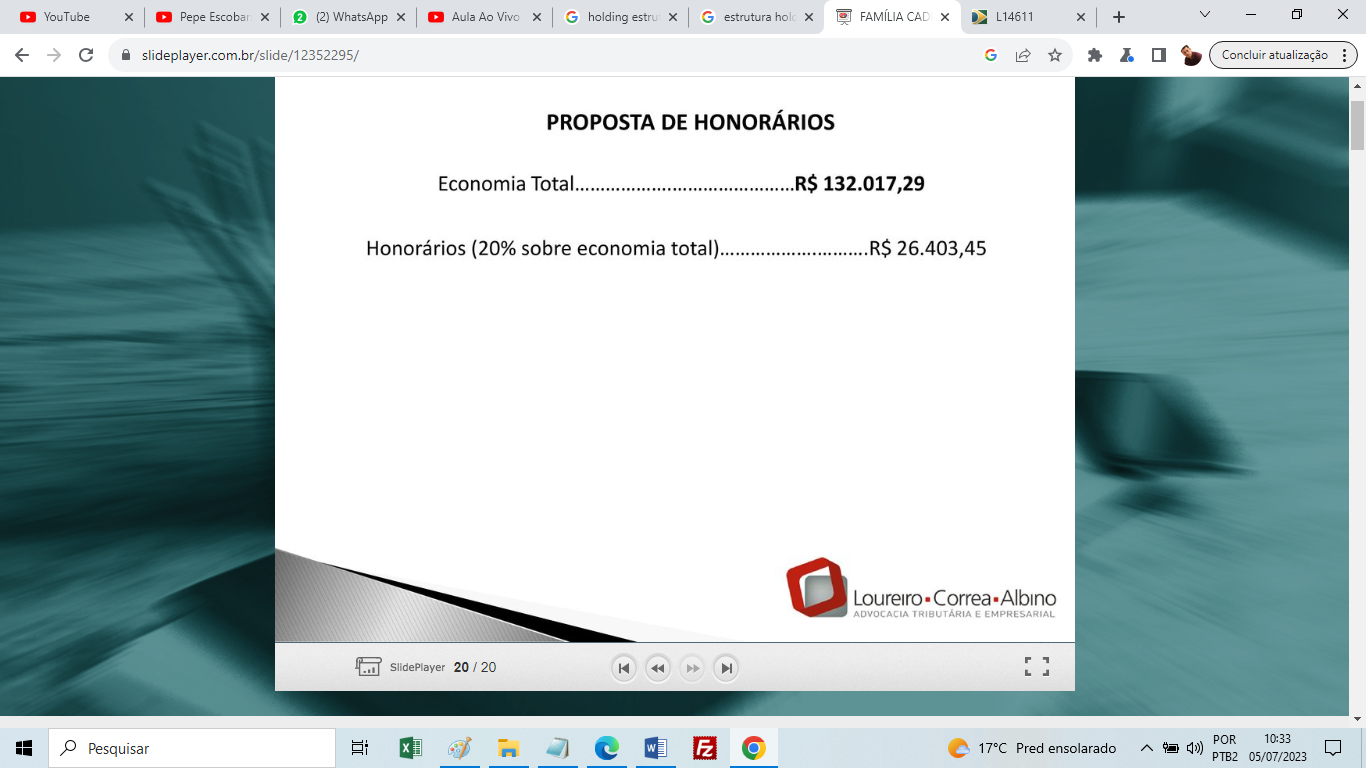 YouTube
Pepe Escobar
(2) WhatsApp
Aula Ao Vivo
holding estru
estrutura hold
FAMÍLIA CAD
L14611
slideplayer.com.br/slide/12352295/
Concluir atualização
PROPOSTA DE HONORÁRIOS
Economia Total……………………………………R$ 132.017,29
Honorários (20% sobre economia total)……………………….R$ 26.403,45
Loureiro▪Correa▪Albino
ADVOCACIA TRIBUTÁRIA E EMPRESARIAL
SlidePlayer 20 / 20
Pesquisar
17°C Pred ensolarado
POR
PTB2
10:33
05/07/2023